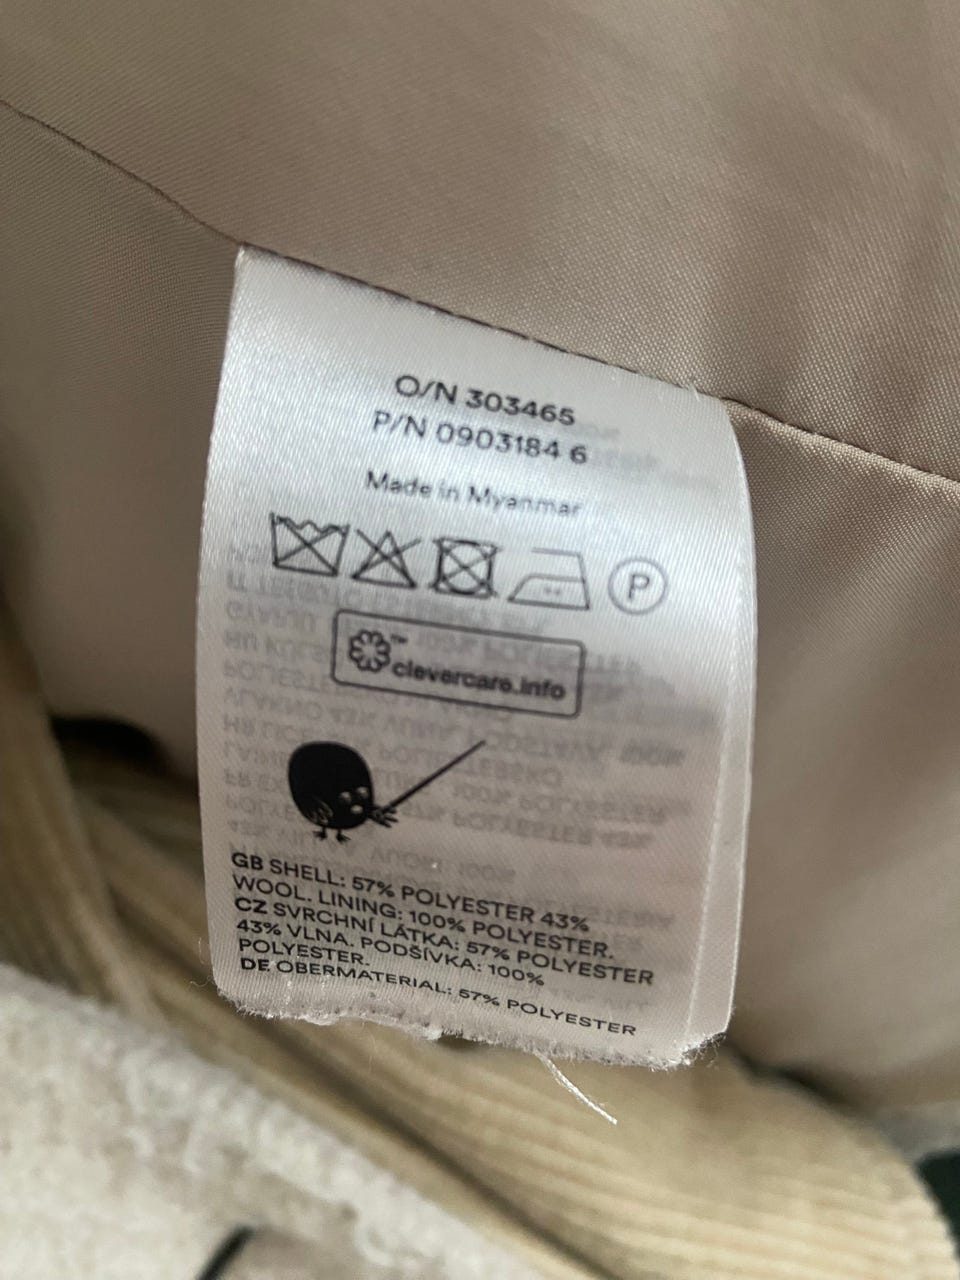 O/N 303465
P/N 0903184 6
Made in Myanmar
P
™
clevercare.info
GB SHELL: 57% POLYESTER 43%
WOOL. LINING: 100% POLYESTER.
CZ SVRCHNÍ LÁTKA: 57% POLYESTER
43% VLNA. PODŠÍVKA: 100%
POLYESTER.
DE OBERMATERIAL: 57% POLYESTER